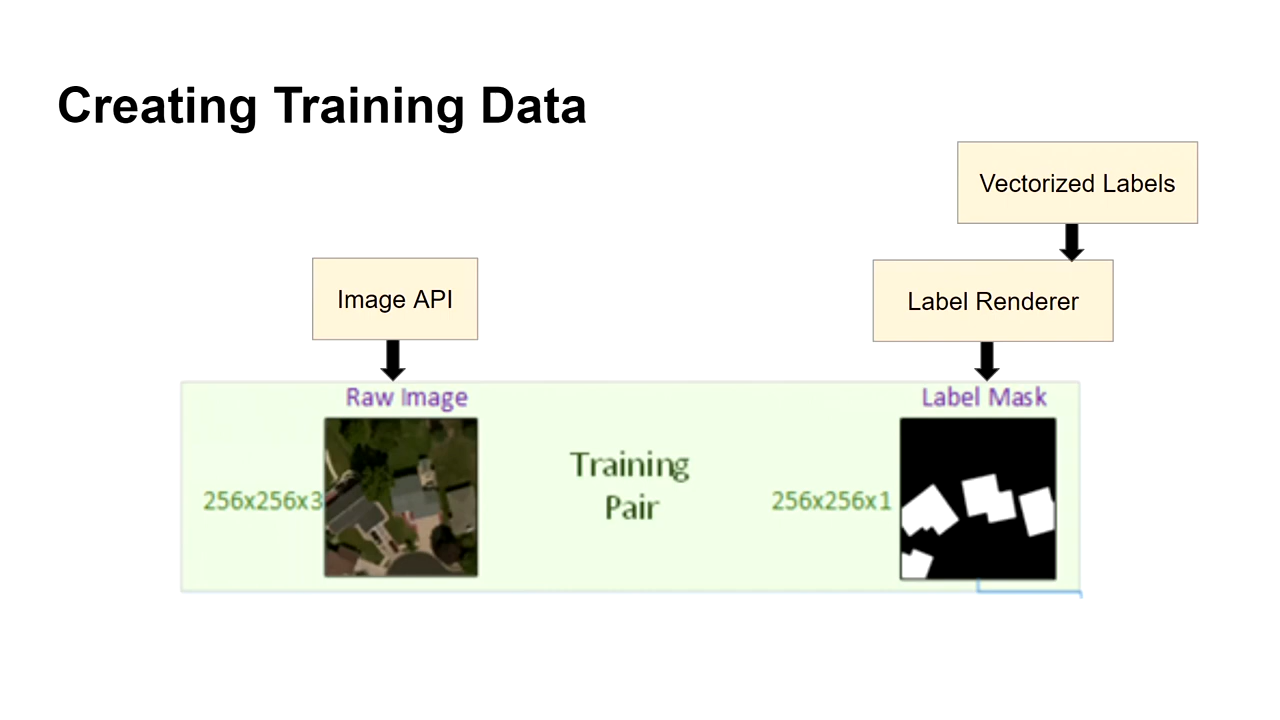 Creating Training Data
Vectorized Labels
Image API
Label Renderer
Raw Image
Label Mask
256x256x3
Training
Pair
256x256x1